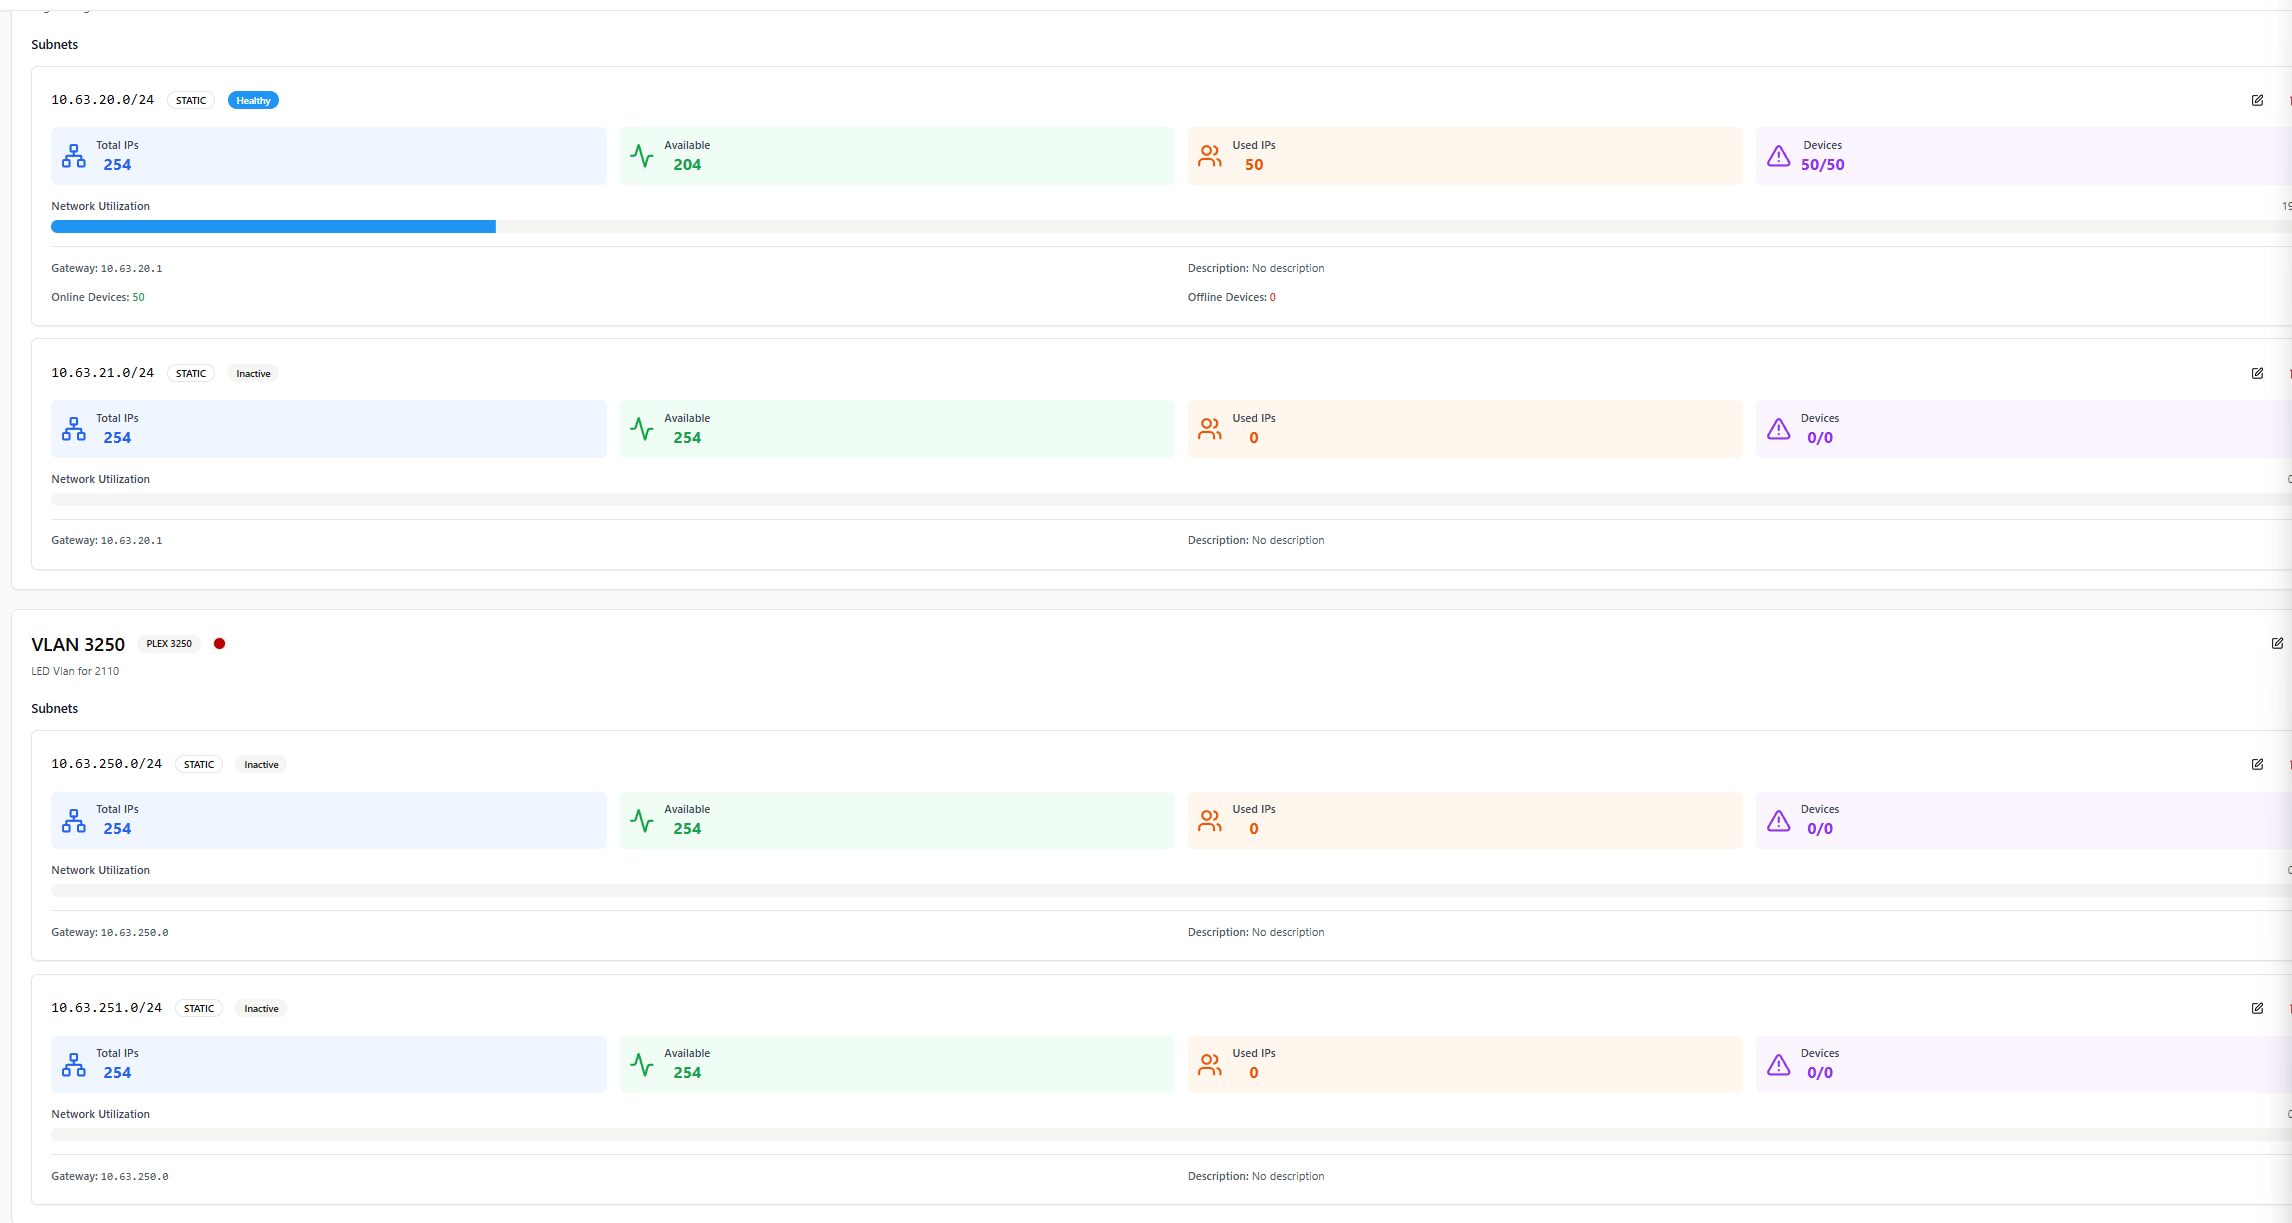 Subnets
10.63.20.0/24 STATIC Healthy
Total IPs Available Used IPs Devices
254 204 50 50/50
Network Utilization 19
Gateway: 10.63.20.1 Description: No description
Online Devices: 50 Offline Devices: 0
10.63.21.0/24 STATIC Inactive
Total IPs Available Used IPs Devices
254 254 0 0/0
Network Utilization
Gateway: 10.63.20.1 Description: No description
VLAN 3250 PLEX 3250
LED Vlan for 2110
Subnets
10.63.250.0/24 STATIC Inactive
Total IPs Available Used IPs Devices
254 254 0 0/0
Network Utilization
Gateway: 10.63.250.0 Description: No description
10.63.251.0/24 STATIC Inactive
Total IPs Available Used IPs Devices
254 254 0 0/0
Network Utilization
Gateway: 10.63.250.0 Description: No description